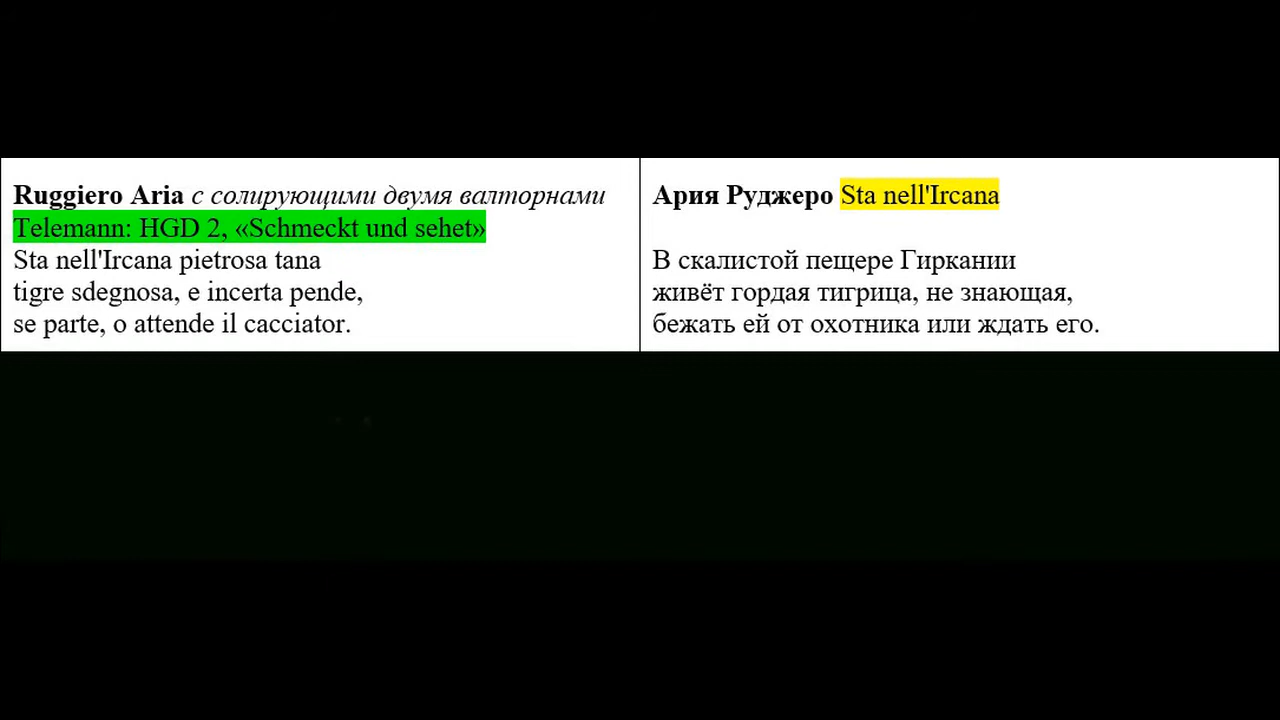 Ruggiero Aria с солирующими двумя валторнами
Telemann: HGD 2, «Schmeckt und sehet»
Sta nell'Ircana pietrosa tana
tigre sdegnosa, e incerta pende,
se parte, o attende il cacciator.
Ария Руджеро Sta nell'Ircana
В скалистой пещере Гиркании
живёт гордая тигрица, не знающая,
бежать ей от охотника или ждать его.